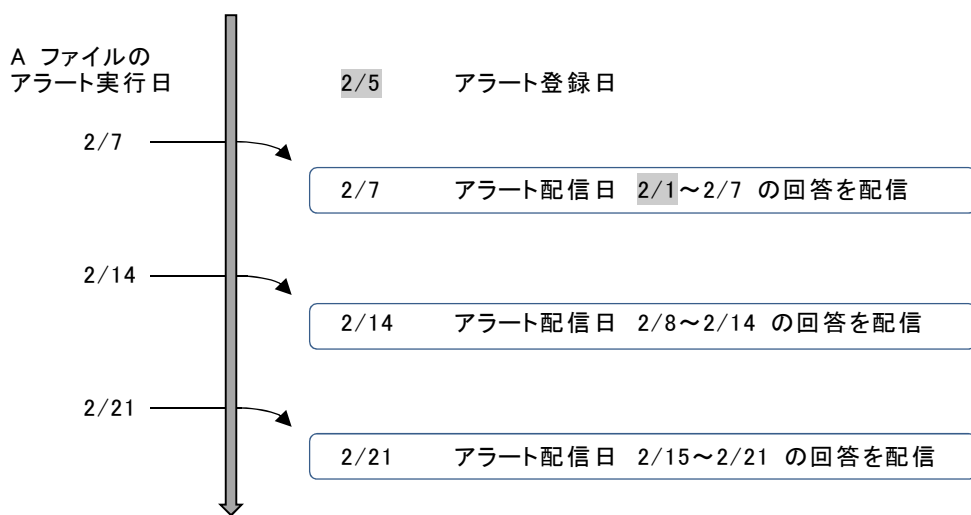 A ファイルの
アラート実行日
2/5 アラート登録日
2/7
2/7 アラート配信日 2/1~2/7 の回答を配信
2/14
2/14 アラート配信日 2/8~2/14 の回答を配信
2/21
2/21 アラート配信日 2/15~2/21 の回答を配信